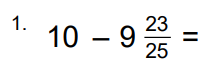 1. 10 – 9 23/25 =